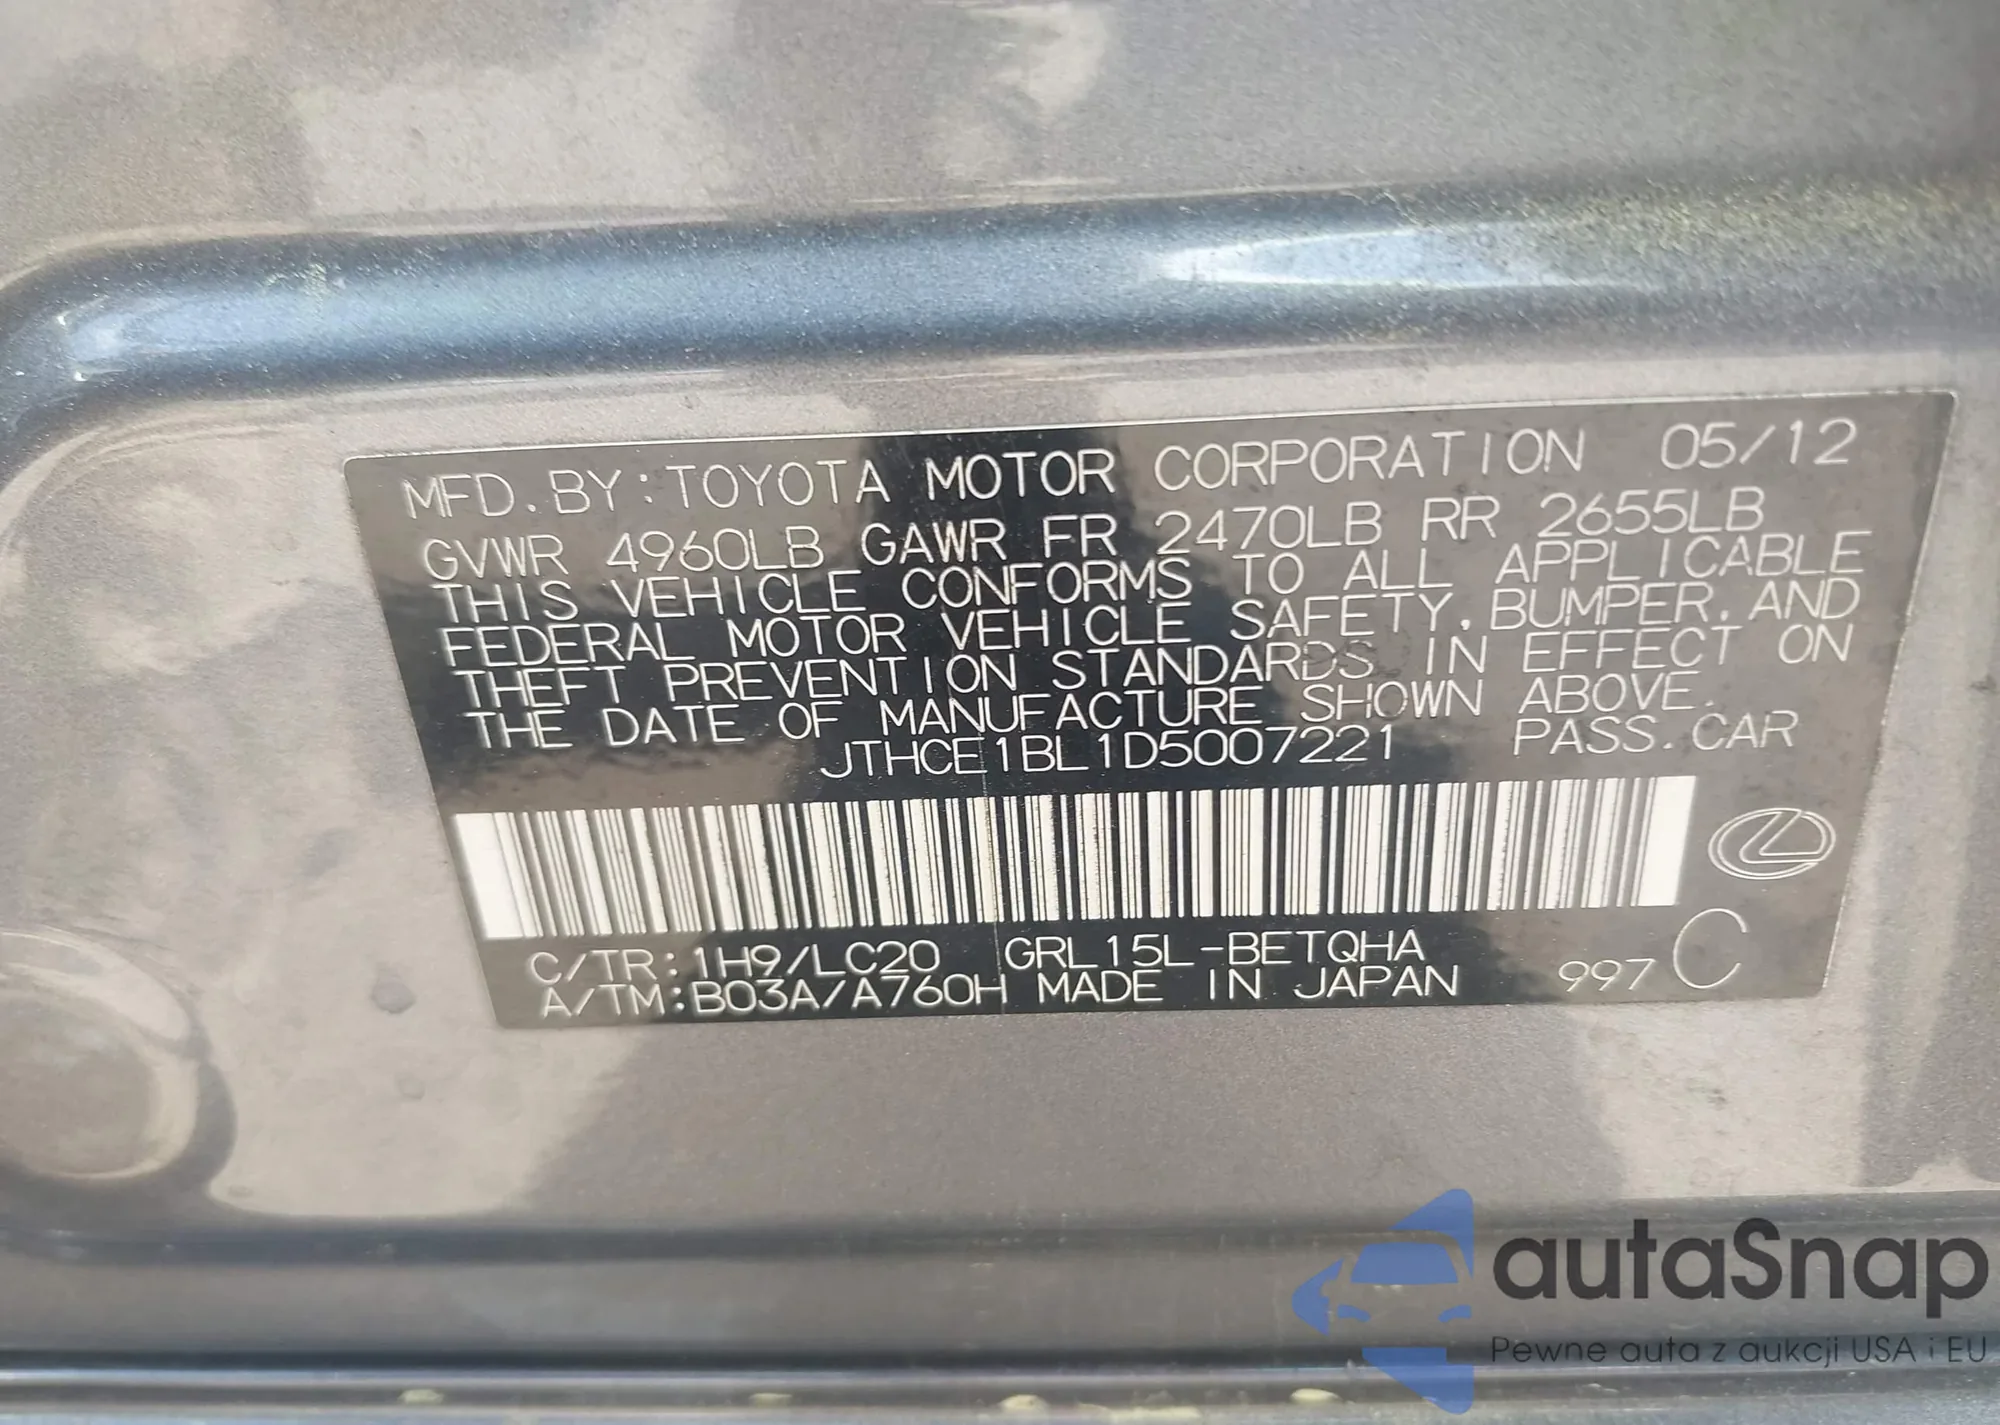 MFD. BY: TOYOTA MOTOR CORPORATION 05/12
GVWR 4960LB GAWR FR 2470LB RR 2655LB
THIS VEHICLE CONFORMS TO ALL APPLICABLE
FEDERAL MOTOR VEHICLE SAFETY, BUMPER, AND
THEFT PREVENTION STANDARDS IN EFFECT ON
THE DATE OF MANUFACTURE SHOWN ABOVE.
JTHCE1BL1D5007221 PASS. CAR
C/TR: 1H9/LC20 GRL15L-BETQHA
A/TM: B03A/A760H MADE IN JAPAN 997 C
autaSnap
Pewne auta z aukcji USA i EU